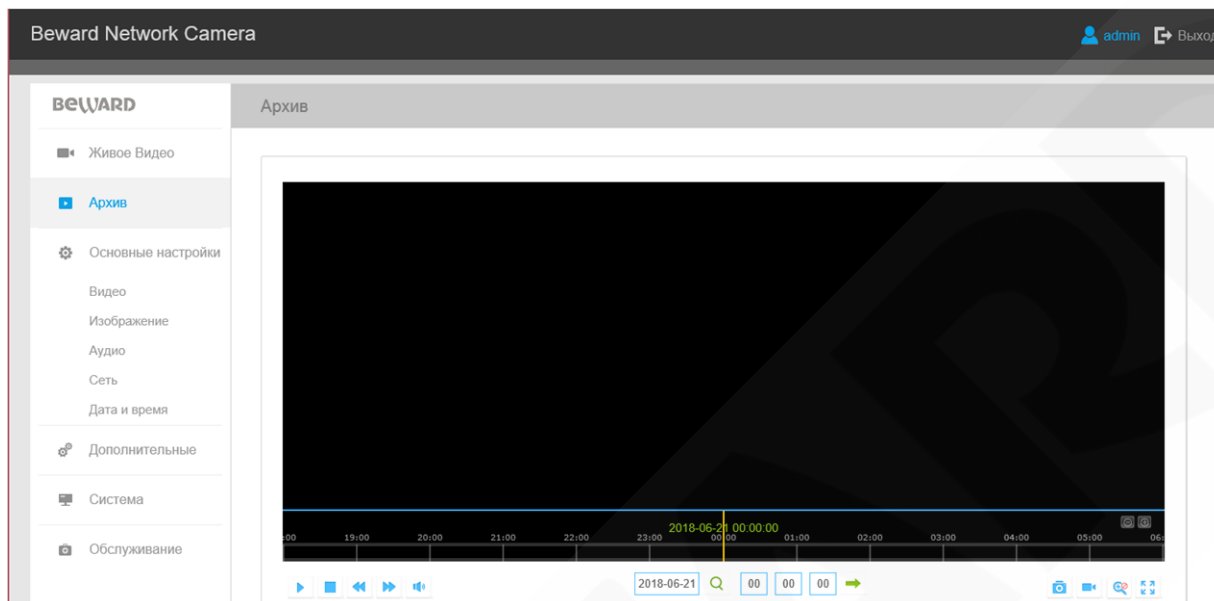 Beward Network Camera
admin Выход
BEWARD
Архив
Живое Видео
Архив
Основные настройки
Видео
Изображение
Аудио
Сеть
Дата и время
Дополнительные
Система
Обслуживание
2018-06-21 00:00:00
:00 19:00 20:00 21:00 22:00 23:00 00:00 01:00 02:00 03:00 04:00 05:00 06:
2018-06-21 00 00 00